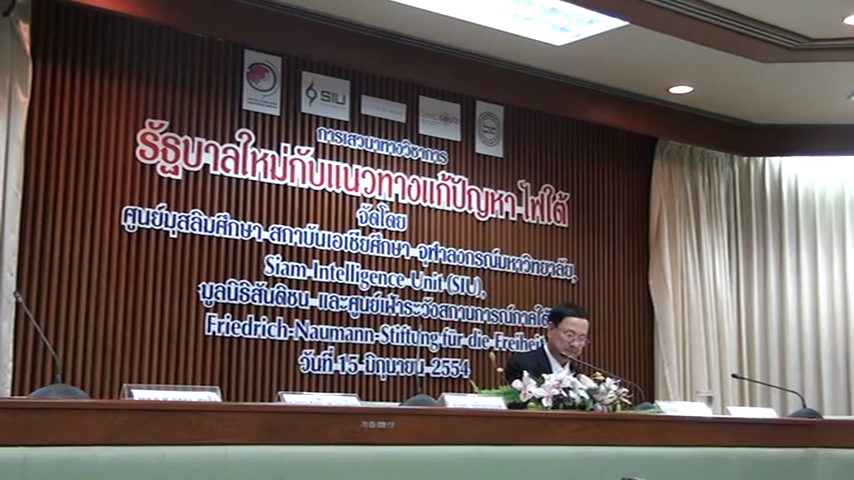 SIU
การเสวนาทางวิชาการ
รัฐบาลใหม่กับแนวทางแก้ปัญหา-ไฟใต้
จัดโดย
ศูนย์มุสลิมศึกษา-สถาบันเอเชียศึกษา จุฬาลงกรณ์มหาวิทยาลัย,
Siam-Intelligence-Unit-(SIU),
มูลนิธิสันติชน และศูนย์เฝ้าระวังสถานการณ์ภาคใต้
Friedrich-Naumann-Stiftung für die Freiheit
วันที่-15-มิถุนายน-2554